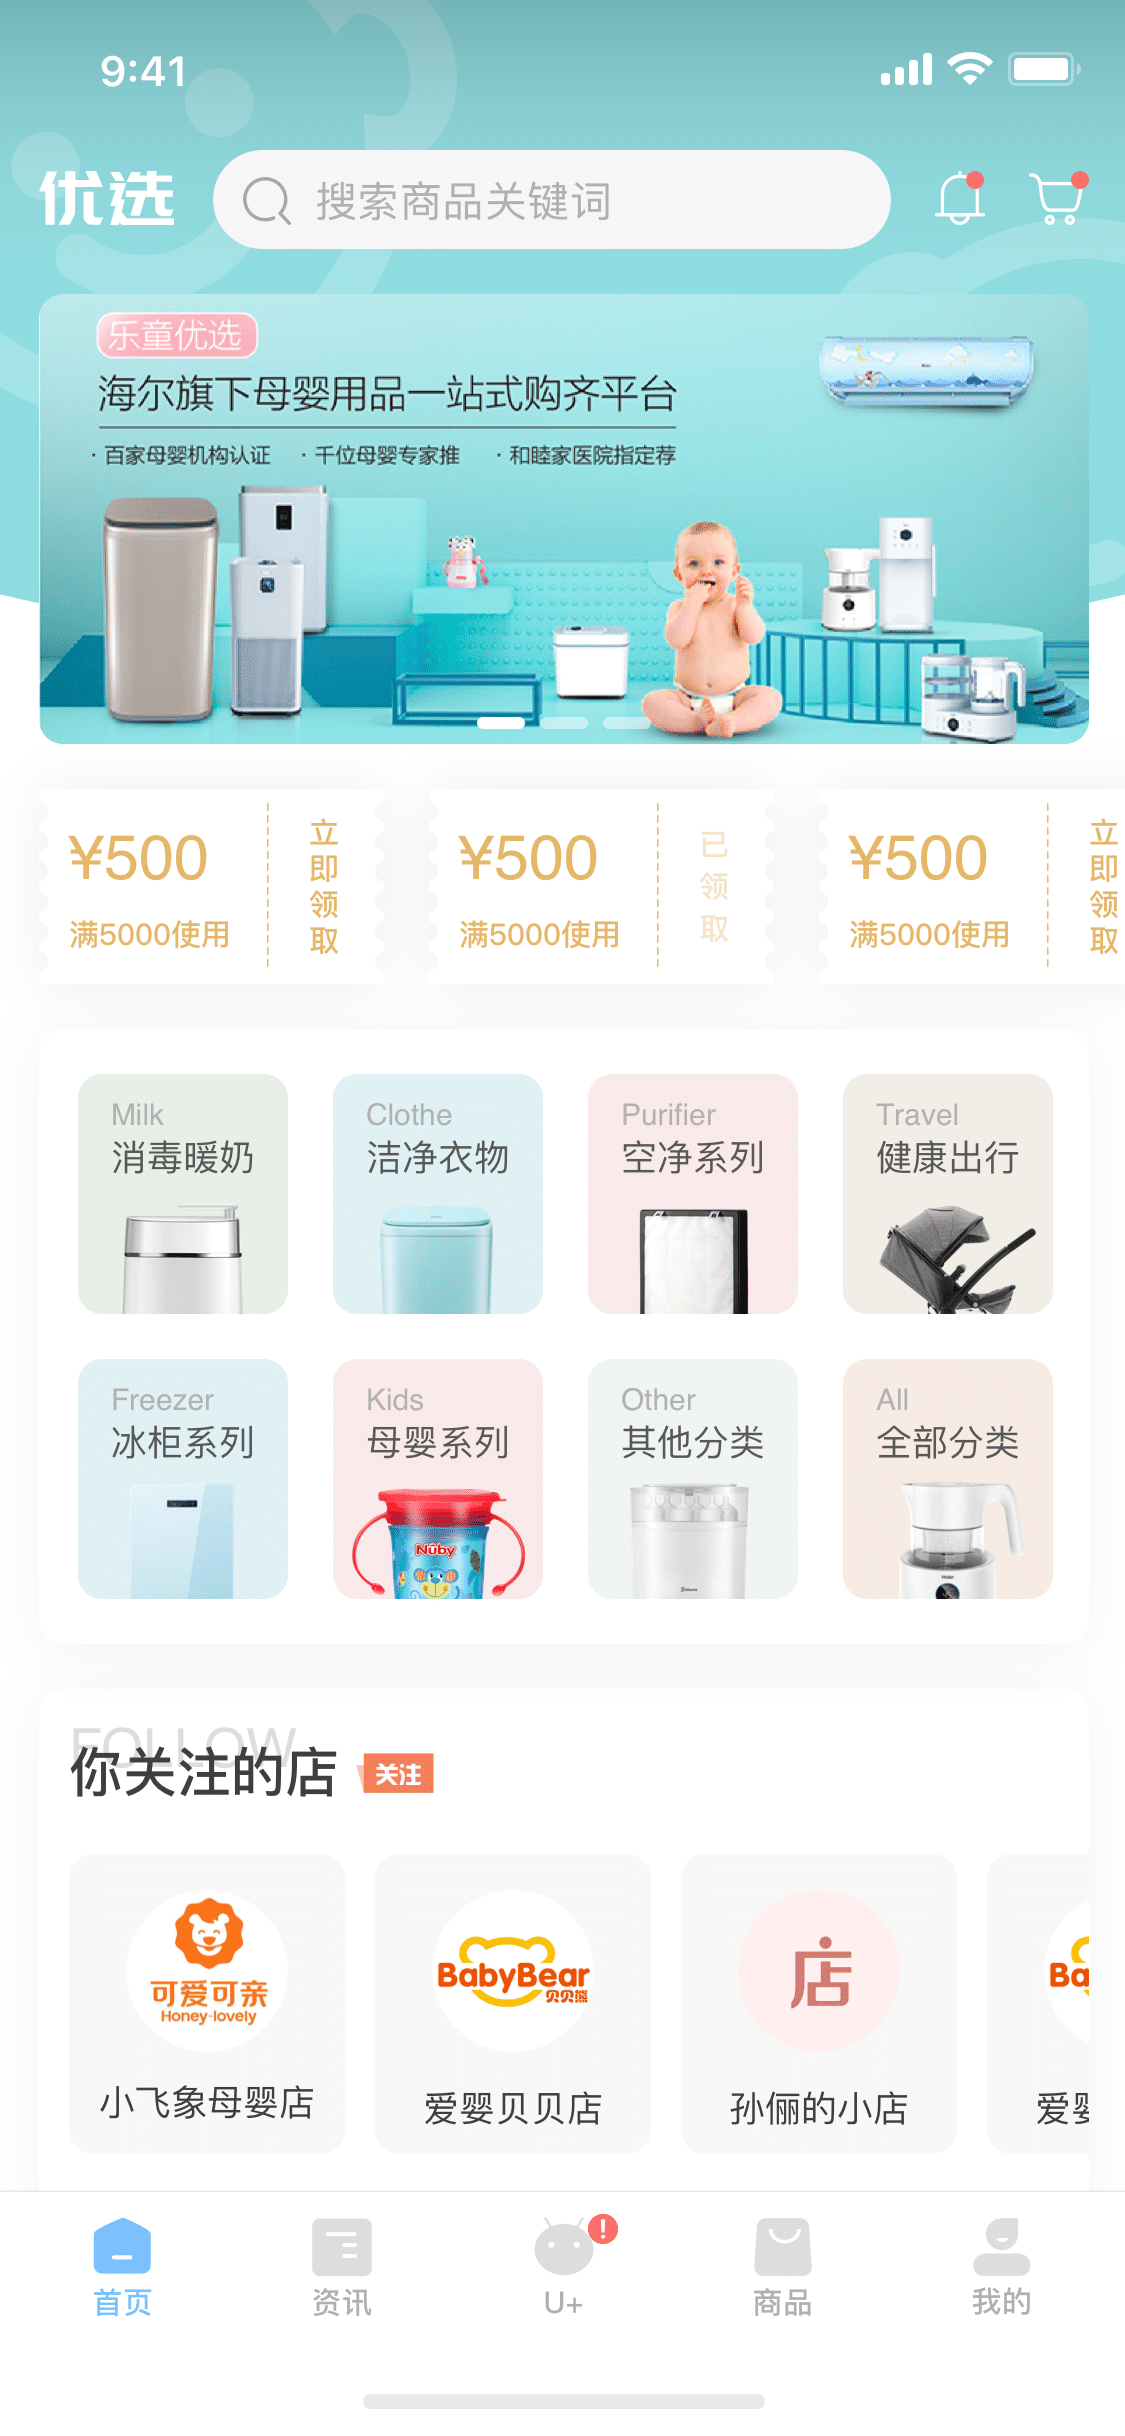 9:41
优选
搜索商品关键词
乐童优选
海尔旗下母婴用品一站式购齐平台
· 百家母婴机构认证 · 千位母婴专家推 · 和睦家医院指定荐
¥500
满5000使用
立即领取
¥500
满5000使用
已领取
¥500
满5000使用
立即领取
Milk
消毒暖奶
Clothe
洁净衣物
Purifier
空净系列
Travel
健康出行
Freezer
冰柜系列
Kids
母婴系列
Nûby
Other
其他分类
All
全部分类
Haier
FOLLOW
你关注的店
关注
可爱可亲
Honey-lovely
小飞象母婴店
BabyBear
贝贝熊
爱婴贝贝店
店
孙俪的小店
Ba
爱婴
首页
资讯
U+
!
商品
我的